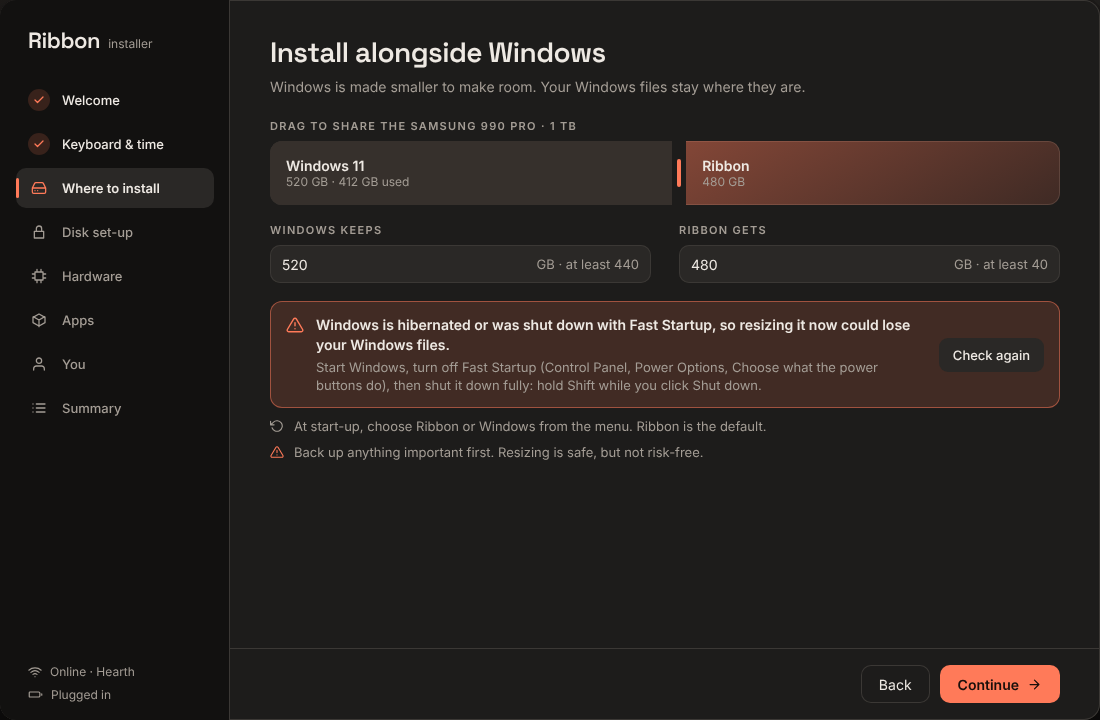 Ribbon installer
Welcome
Keyboard & time
Where to install
Disk set-up
Hardware
Apps
You
Summary
Online · Hearth
Plugged in
Install alongside Windows
Windows is made smaller to make room. Your Windows files stay where they are.
DRAG TO SHARE THE SAMSUNG 990 PRO · 1 TB
Windows 11
520 GB · 412 GB used
Ribbon
480 GB
WINDOWS KEEPS
520 GB · at least 440
RIBBON GETS
480 GB · at least 40
Windows is hibernated or was shut down with Fast Startup, so resizing it now could lose
your Windows files.
Start Windows, turn off Fast Startup (Control Panel, Power Options, Choose what the power
buttons do), then shut it down fully: hold Shift while you click Shut down.
Check again
At start-up, choose Ribbon or Windows from the menu. Ribbon is the default.
Back up anything important first. Resizing is safe, but not risk-free.
Back
Continue